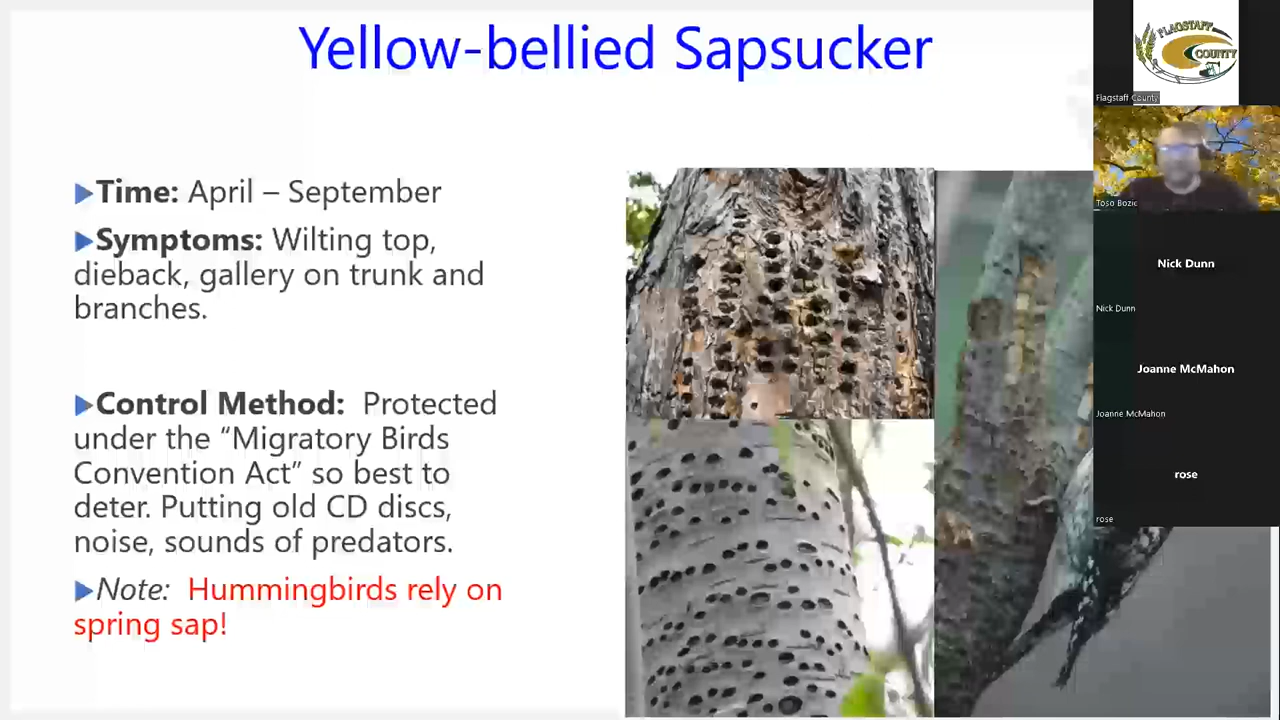 Yellow-bellied Sapsucker
Time: April – September
Symptoms: Wilting top,
dieback, gallery on trunk and
branches.
Control Method: Protected
under the “Migratory Birds
Convention Act” so best to
deter. Putting old CD discs,
noise, sounds of predators.
Note: Hummingbirds rely on
spring sap!
FLAGSTAFF
COUNTY
Flagstaff County
Toso Bozic
Nick Dunn
Nick Dunn
Joanne McMahon
Joanne McMahon
rose
rose